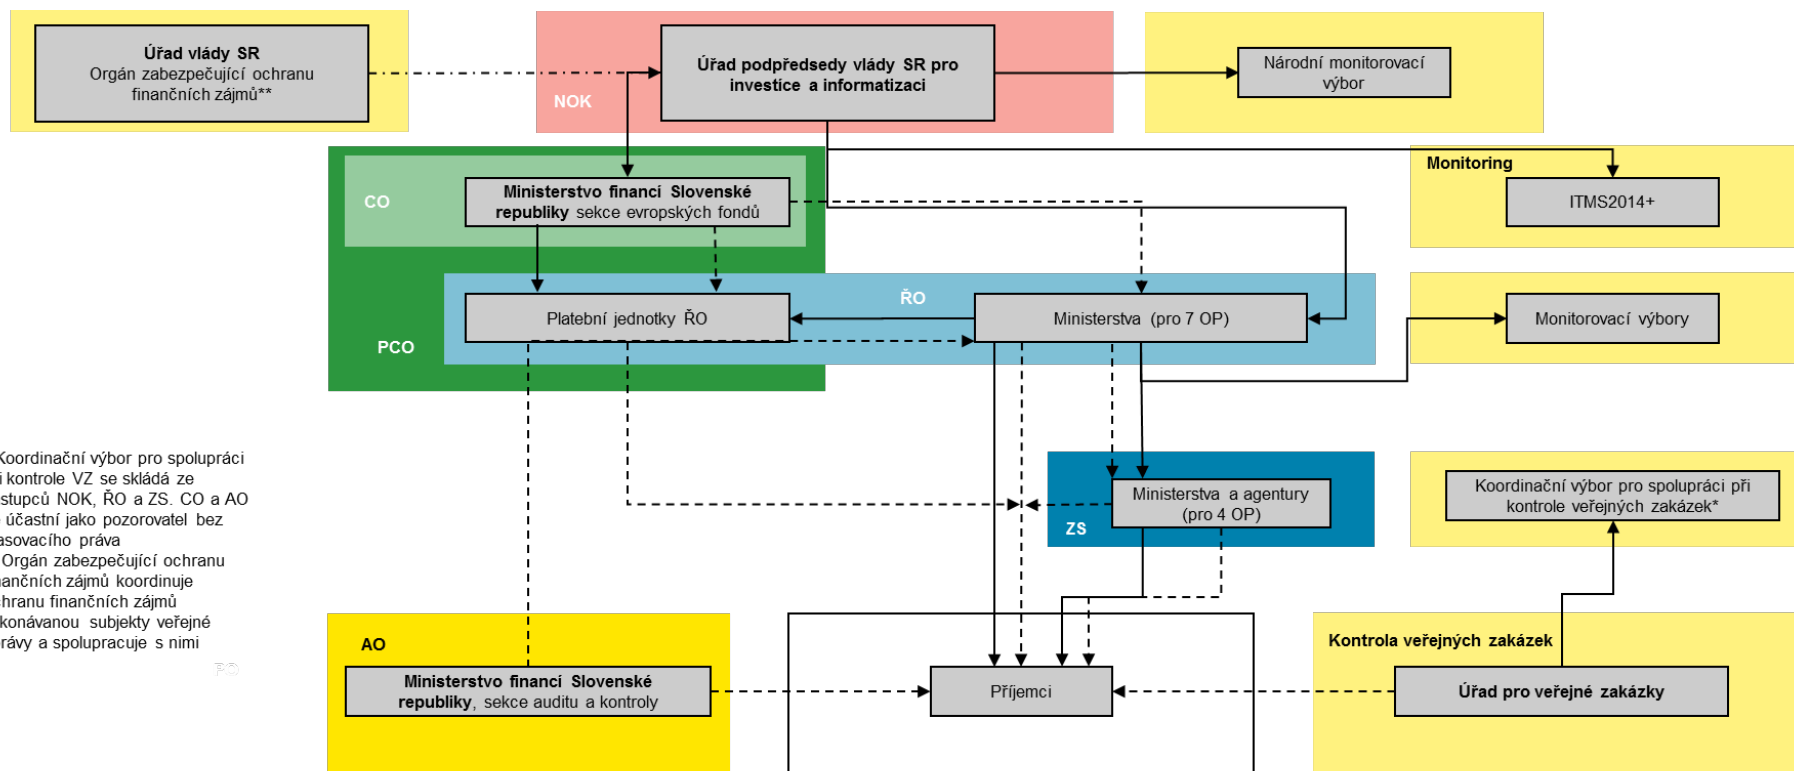 Úřad vlády SR
Orgán zabezpečující ochranu
finančních zájmů**
NOK
Úřad podpředsedy vlády SR pro
investice a informatizaci
Národní monitorovací
výbor
CO
Ministerstvo financí Slovenské
republiky sekce evropských fondů
Monitoring
ITMS2014+
PCO
ŘO
Platební jednotky ŘO
Ministerstva (pro 7 OP)
Monitorovací výbory
Koordinační výbor pro spolupráci
i kontrole VZ se skládá ze
stupců NOK, ŘO a ZS. CO a AO
účastní jako pozorovatel bez
asovacího práva
Orgán zabezpečující ochranu
nančních zájmů koordinuje
hranu finančních zájmů
konávanou subjekty veřejné
rávy a spolupracuje s nimi
ZS
Ministerstva a agentury
(pro 4 OP)
Koordinační výbor pro spolupráci při
kontrole veřejných zakázek*
AO
Ministerstvo financí Slovenské
republiky, sekce auditu a kontroly
Příjemci
Kontrola veřejných zakázek
Úřad pro veřejné zakázky